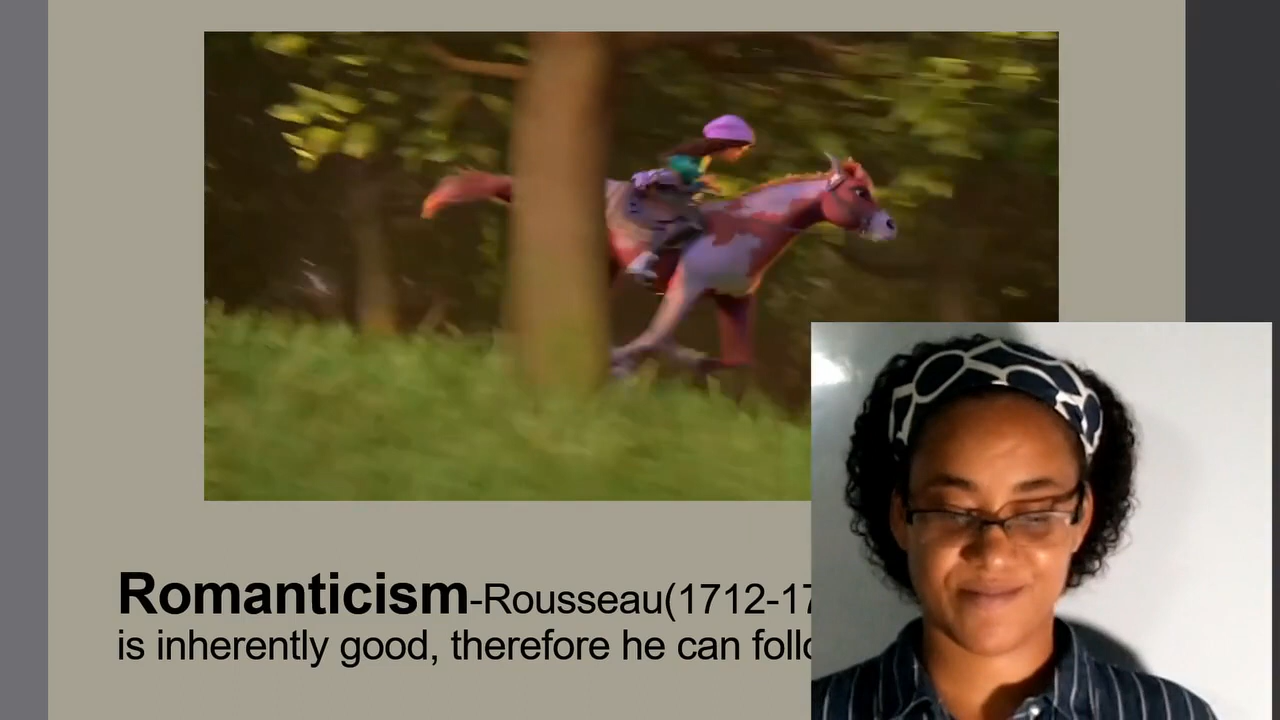 Romanticism-Rousseau(1712-17
is inherently good, therefore he can follo